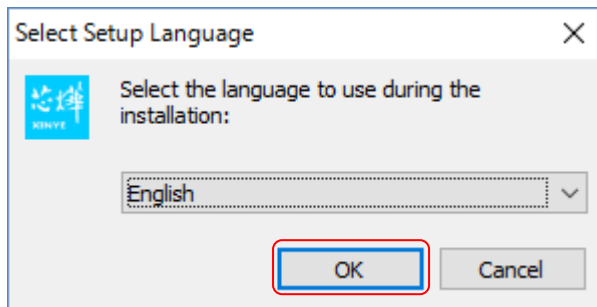 Select Setup Language
芯烨
XINYE
Select the language to use during the
installation:
English
OK
Cancel